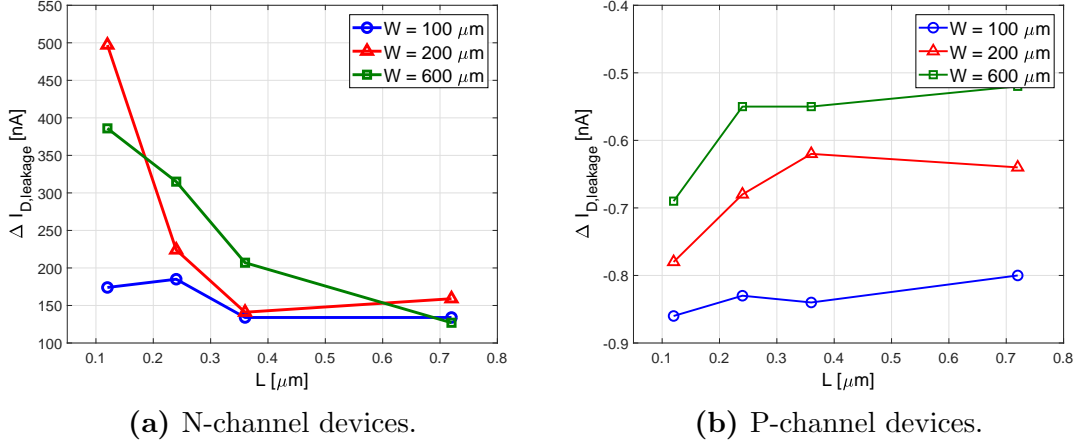 550
500
450
400
350
300
250
200
150
100
Δ I_D,leakage [nA]
W = 100 μm
W = 200 μm
W = 600 μm
0.1 0.2 0.3 0.4 0.5 0.6 0.7 0.8
L [μm]
(a) N-channel devices.
-0.4
-0.5
-0.6
-0.7
-0.8
-0.9
Δ I_D,leakage [nA]
W = 100 μm
W = 200 μm
W = 600 μm
0.1 0.2 0.3 0.4 0.5 0.6 0.7 0.8
L [μm]
(b) P-channel devices.